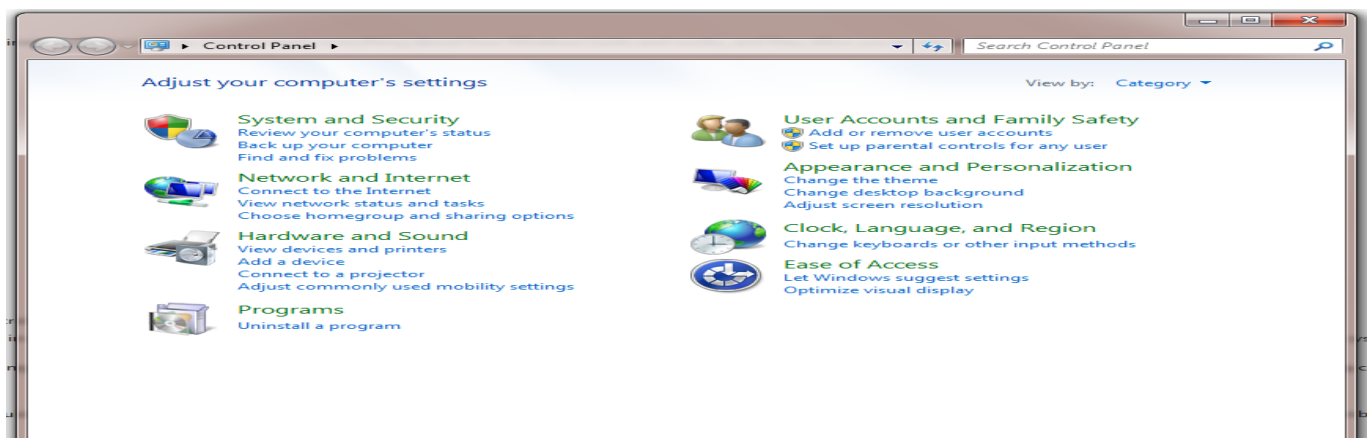 Control Panel
Search Control Panel
Adjust your computer's settings
View by: Category
System and Security
Review your computer's status
Back up your computer
Find and fix problems
Network and Internet
Connect to the Internet
View network status and tasks
Choose homegroup and sharing options
Hardware and Sound
View devices and printers
Add a device
Connect to a projector
Adjust commonly used mobility settings
Programs
Uninstall a program
User Accounts and Family Safety
Add or remove user accounts
Set up parental controls for any user
Appearance and Personalization
Change the theme
Change desktop background
Adjust screen resolution
Clock, Language, and Region
Change keyboards or other input methods
Ease of Access
Let Windows suggest settings
Optimize visual display